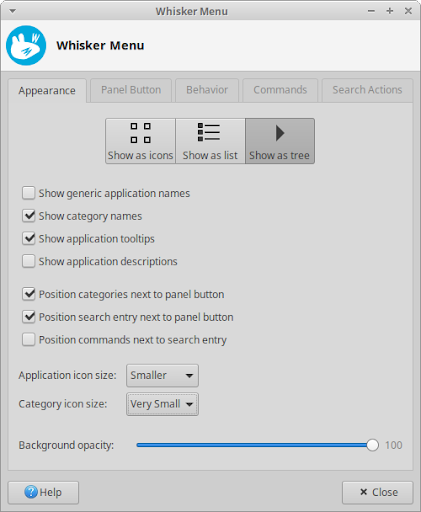 Whisker Menu
Whisker Menu
Appearance Panel Button Behavior Commands Search Actions
Show as icons Show as list Show as tree
Show generic application names
Show category names
Show application tooltips
Show application descriptions
Position categories next to panel button
Position search entry next to panel button
Position commands next to search entry
Application icon size: Smaller
Category icon size: Very Small
Background opacity: 100
Help Close